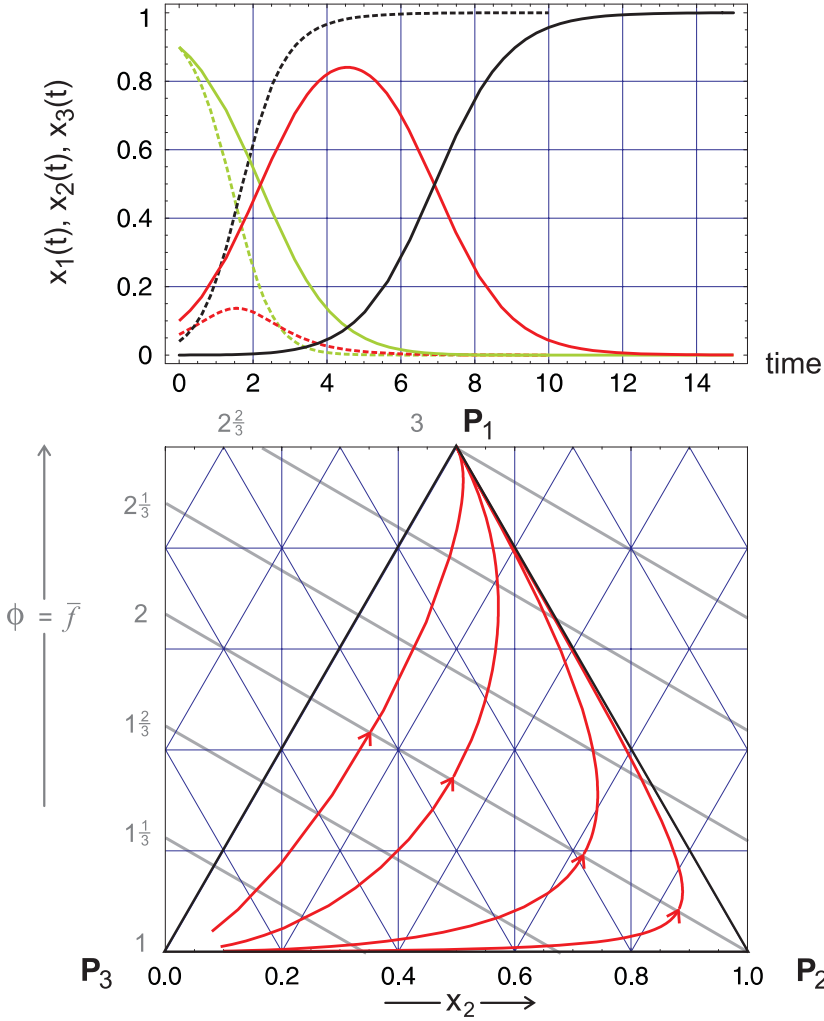 x₁(t), x₂(t), x₃(t)
1
0.8
0.6
0.4
0.2
0
0 2 4 6 8 10 12 14
time
2⅔ 3 P₁
2⅓
2
1⅔
1⅓
1
ϕ = f̅
P₃ 0.0 0.2 0.4 0.6 0.8 1.0 P₂
x₂